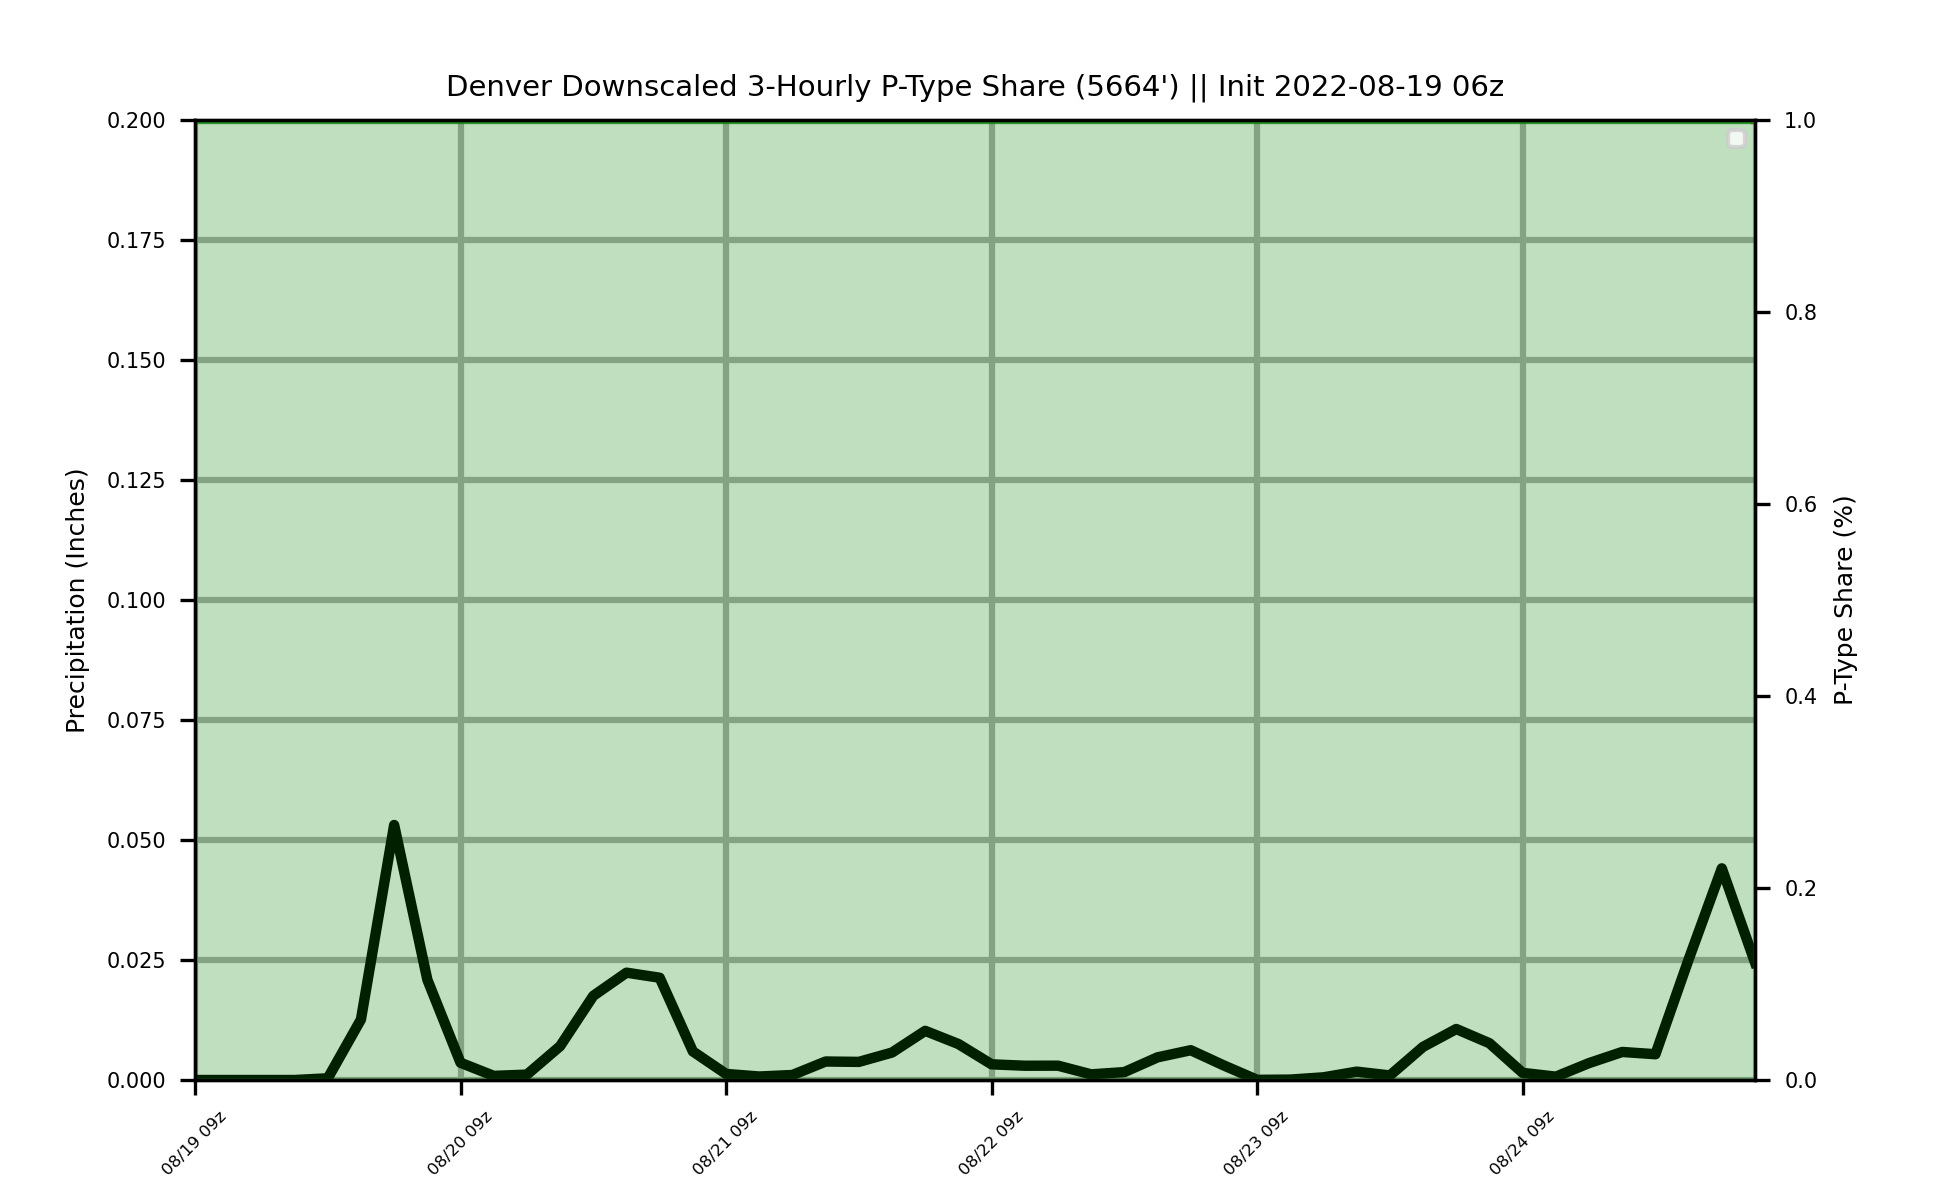 Denver Downscaled 3-Hourly P-Type Share (5664') || Init 2022-08-19 06z
Precipitation (Inches)
0.200
0.175
0.150
0.125
0.100
0.075
0.050
0.025
0.000
1.0
0.8
0.6
0.4
0.2
0.0
P-Type Share (%)
08/19 09z
08/20 09z
08/21 09z
08/22 09z
08/23 09z
08/24 09z